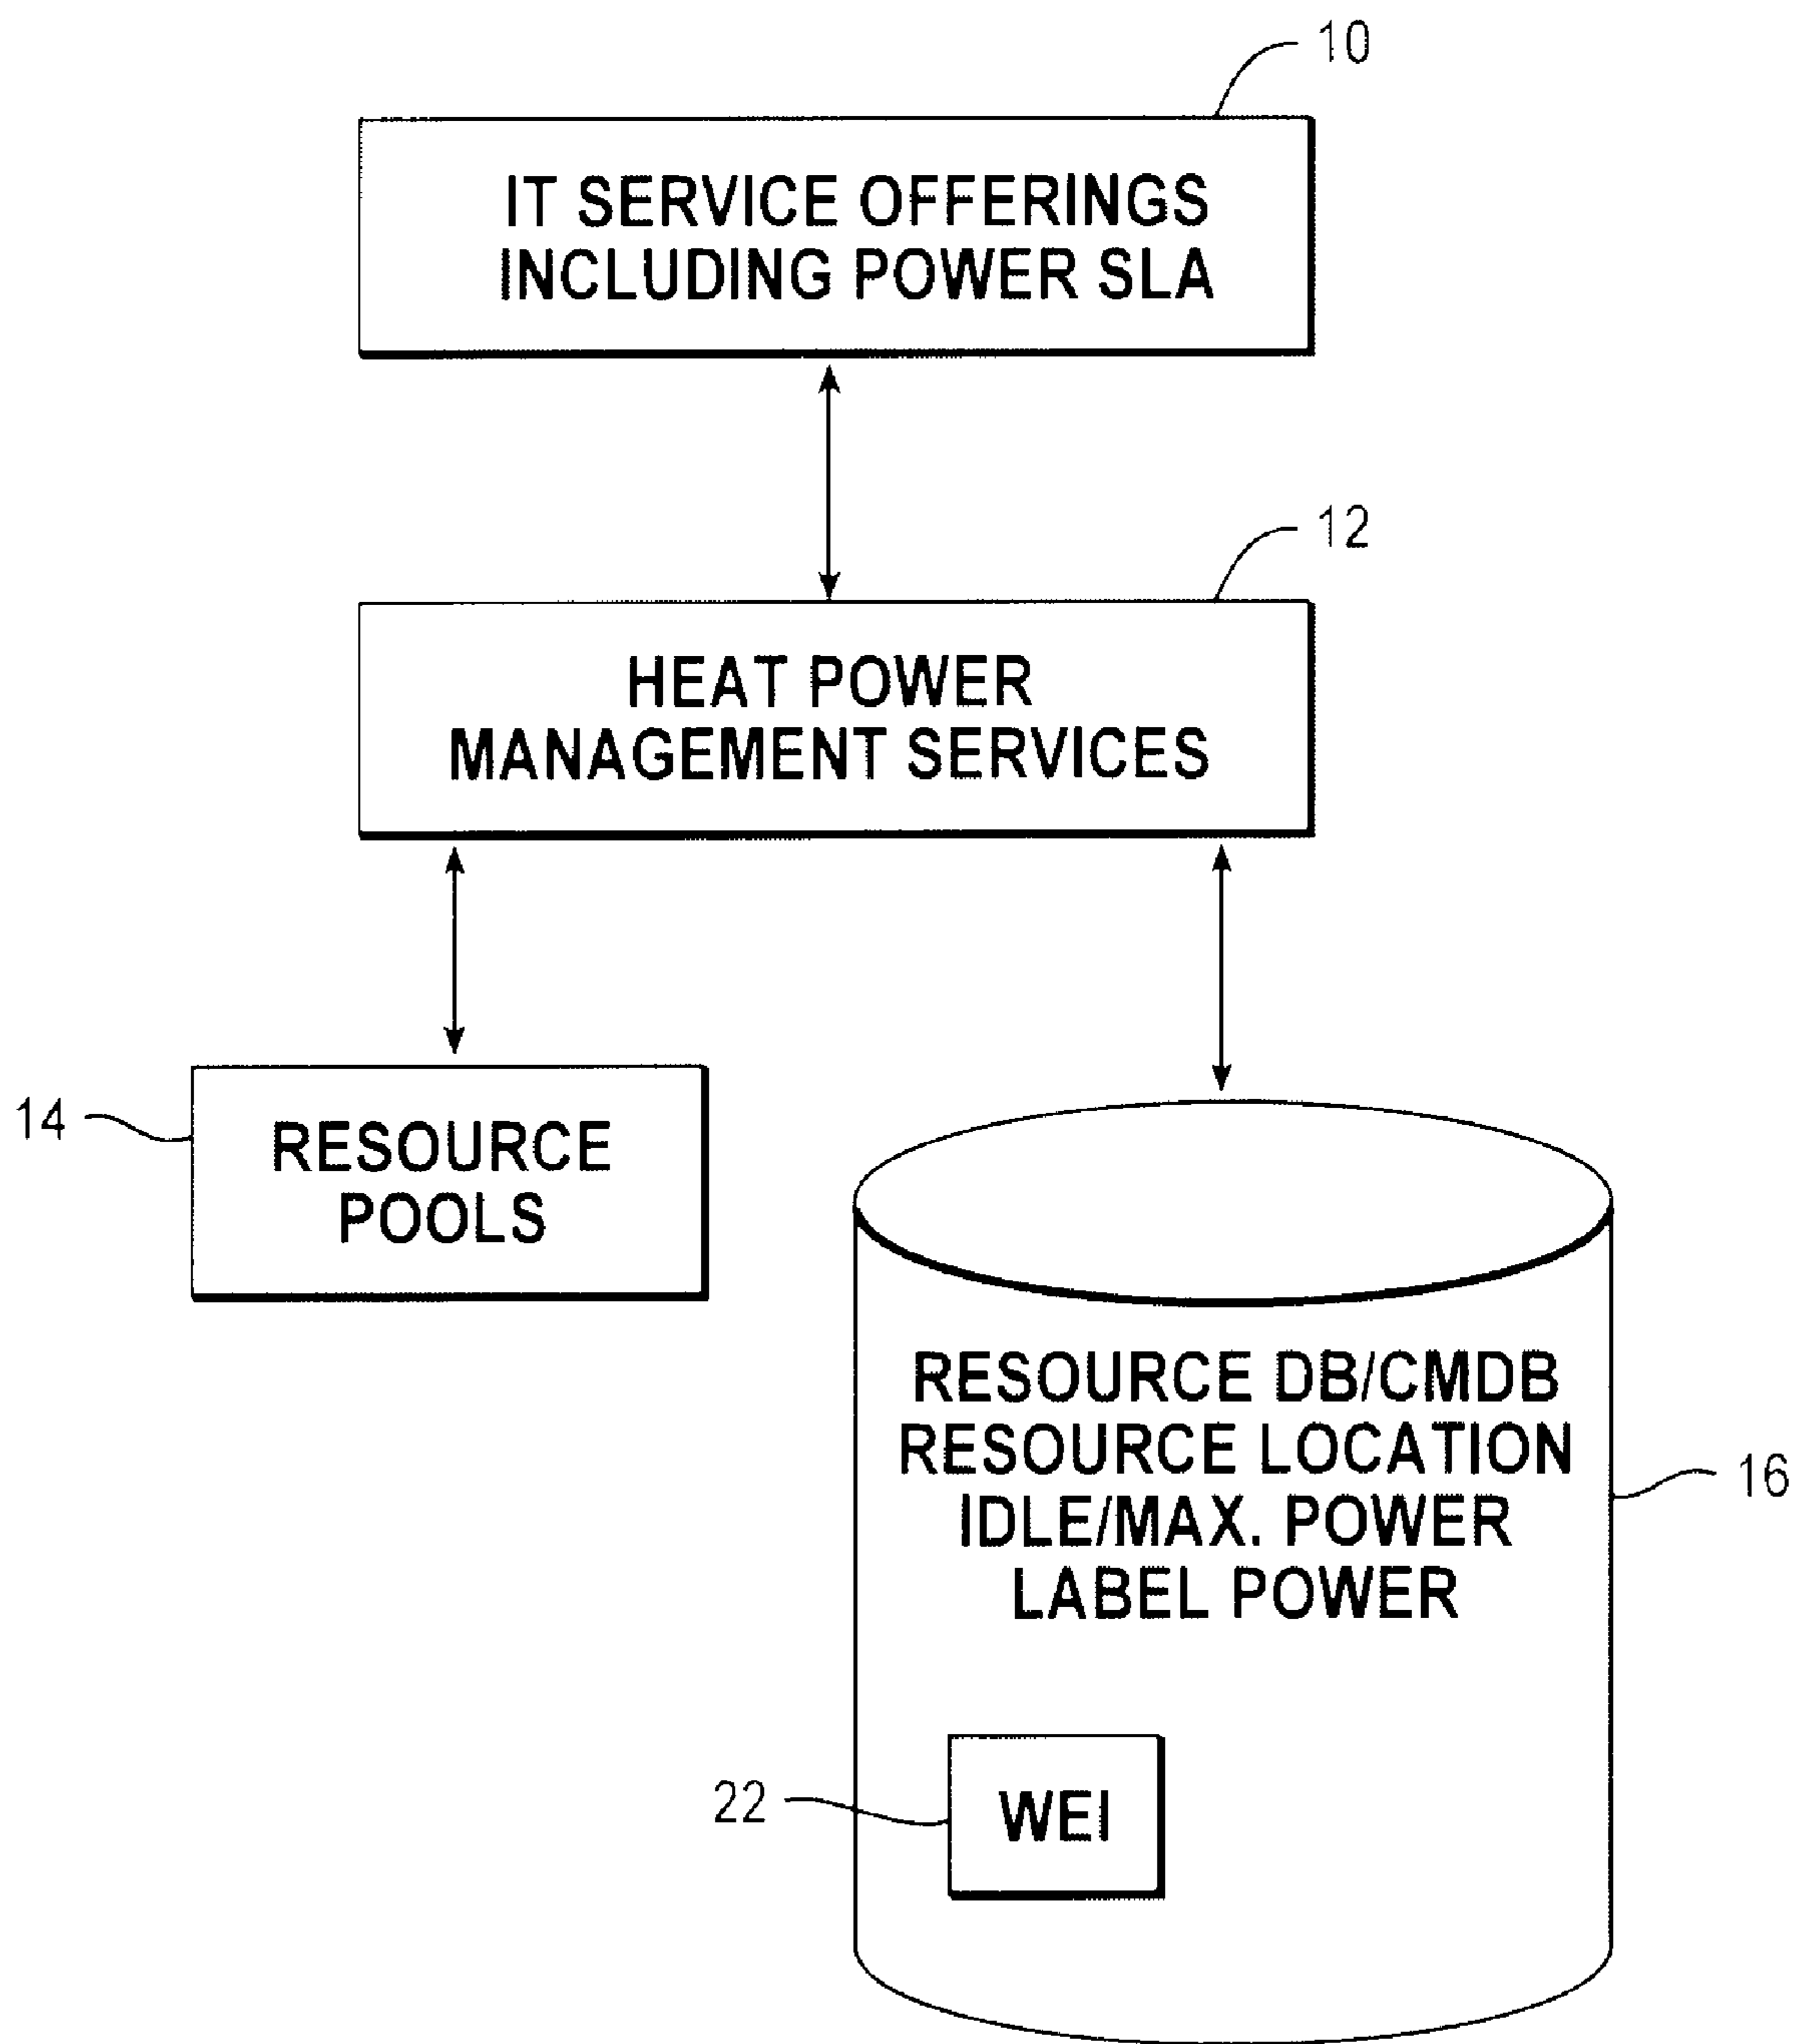 10
IT SERVICE OFFERINGS
INCLUDING POWER SLA
12
HEAT POWER
MANAGEMENT SERVICES
14
RESOURCE
POOLS
RESOURCE DB/CMDB
RESOURCE LOCATION
IDLE/MAX. POWER
LABEL POWER
16
22
WEI